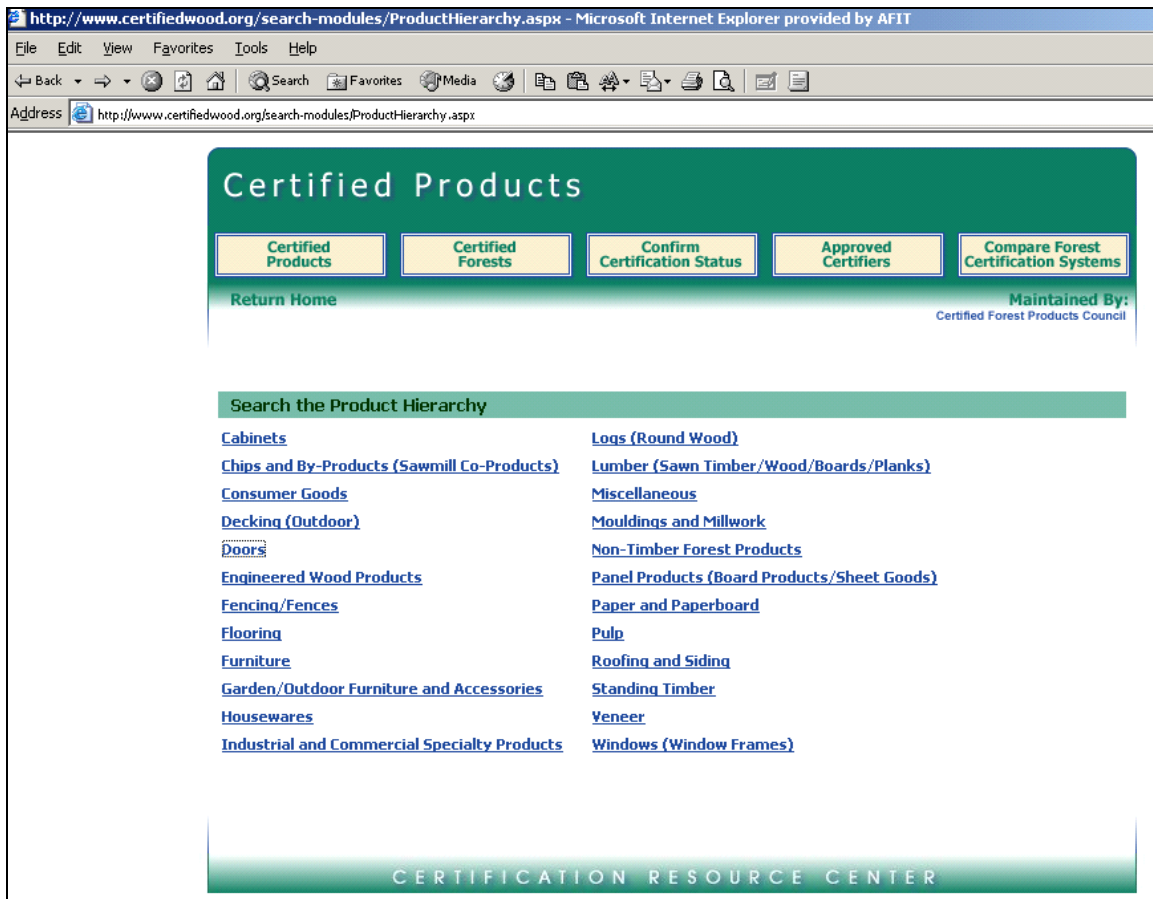 http://www.certifiedwood.org/search-modules/ProductHierarchy.aspx - Microsoft Internet Explorer provided by AFIT
File Edit View Favorites Tools Help
Back Search Favorites Media
Address http://www.certifiedwood.org/search-modules/ProductHierarchy.aspx
Certified Products
Certified Products
Certified Forests
Confirm Certification Status
Approved Certifiers
Compare Forest Certification Systems
Return Home
Maintained By:
Certified Forest Products Council
Search the Product Hierarchy
Cabinets
Chips and By-Products (Sawmill Co-Products)
Consumer Goods
Decking (Outdoor)
Doors
Engineered Wood Products
Fencing/Fences
Flooring
Furniture
Garden/Outdoor Furniture and Accessories
Housewares
Industrial and Commercial Specialty Products
Logs (Round Wood)
Lumber (Sawn Timber/Wood/Boards/Planks)
Miscellaneous
Mouldings and Millwork
Non-Timber Forest Products
Panel Products (Board Products/Sheet Goods)
Paper and Paperboard
Pulp
Roofing and Siding
Standing Timber
Veneer
Windows (Window Frames)
CERTIFICATION RESOURCE CENTER